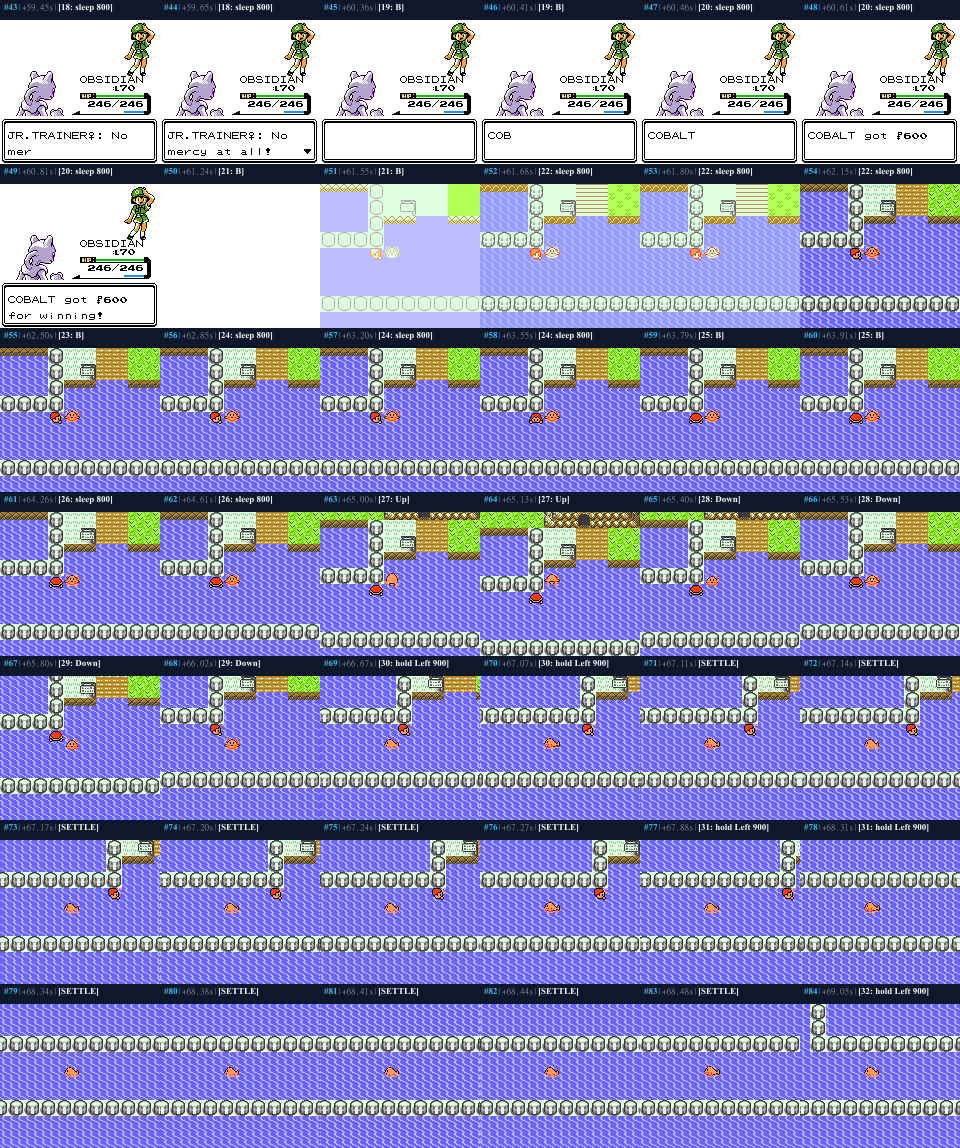 #43|+59.45s| [18: sleep 800]
#44|+59.65s| [18: sleep 800]
#45|+60.36s| [19: B]
#46|+60.41s| [19: B]
#47|+60.46s| [20: sleep 800]
#48|+60.61s| [20: sleep 800]
OBSIDIAN
:L70
HP:
246/246
JR.TRAINER♀: No
mer
OBSIDIAN
:L70
HP:
246/246
JR.TRAINER♀: No
mercy at all! ▼
OBSIDIAN
:L70
HP:
246/246
OBSIDIAN
:L70
HP:
246/246
COB
OBSIDIAN
:L70
HP:
246/246
COBALT
OBSIDIAN
:L70
HP:
246/246
COBALT got ₽600
#49|+60.81s| [20: sleep 800]
#50|+61.24s| [21: B]
#51|+61.55s| [21: B]
#52|+61.68s| [22: sleep 800]
#53|+61.80s| [22: sleep 800]
#54|+62.15s| [22: sleep 800]
OBSIDIAN
:L70
HP:
246/246
COBALT got ₽600
for winning!
#55|+62.50s| [23: B]
#56|+62.85s| [24: sleep 800]
#57|+63.20s| [24: sleep 800]
#58|+63.55s| [24: sleep 800]
#59|+63.79s| [25: B]
#60|+63.91s| [25: B]
#61|+64.26s| [26: sleep 800]
#62|+64.61s| [26: sleep 800]
#63|+65.00s| [27: Up]
#64|+65.13s| [27: Up]
#65|+65.40s| [28: Down]
#66|+65.53s| [28: Down]
#67|+65.80s| [29: Down]
#68|+66.02s| [29: Down]
#69|+66.67s| [30: hold Left 900]
#70|+67.07s| [30: hold Left 900]
#71|+67.11s| [SETTLE]
#72|+67.14s| [SETTLE]
#73|+67.17s| [SETTLE]
#74|+67.20s| [SETTLE]
#75|+67.24s| [SETTLE]
#76|+67.27s| [SETTLE]
#77|+67.88s| [31: hold Left 900]
#78|+68.31s| [31: hold Left 900]
#79|+68.34s| [SETTLE]
#80|+68.38s| [SETTLE]
#81|+68.41s| [SETTLE]
#82|+68.44s| [SETTLE]
#83|+68.48s| [SETTLE]
#84|+69.05s| [32: hold Left 900]